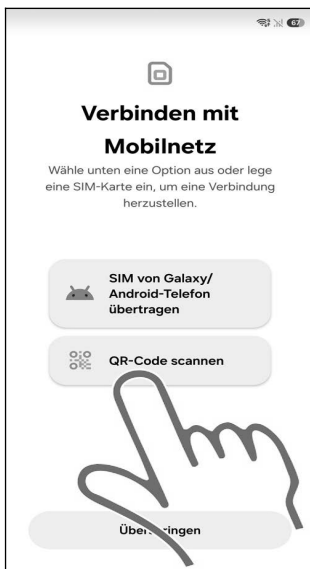 67
Verbinden mit
Mobilnetz
Wähle unten eine Option aus oder lege
eine SIM-Karte ein, um eine Verbindung
herzustellen.
SIM von Galaxy/
Android-Telefon
übertragen
QR-Code scannen